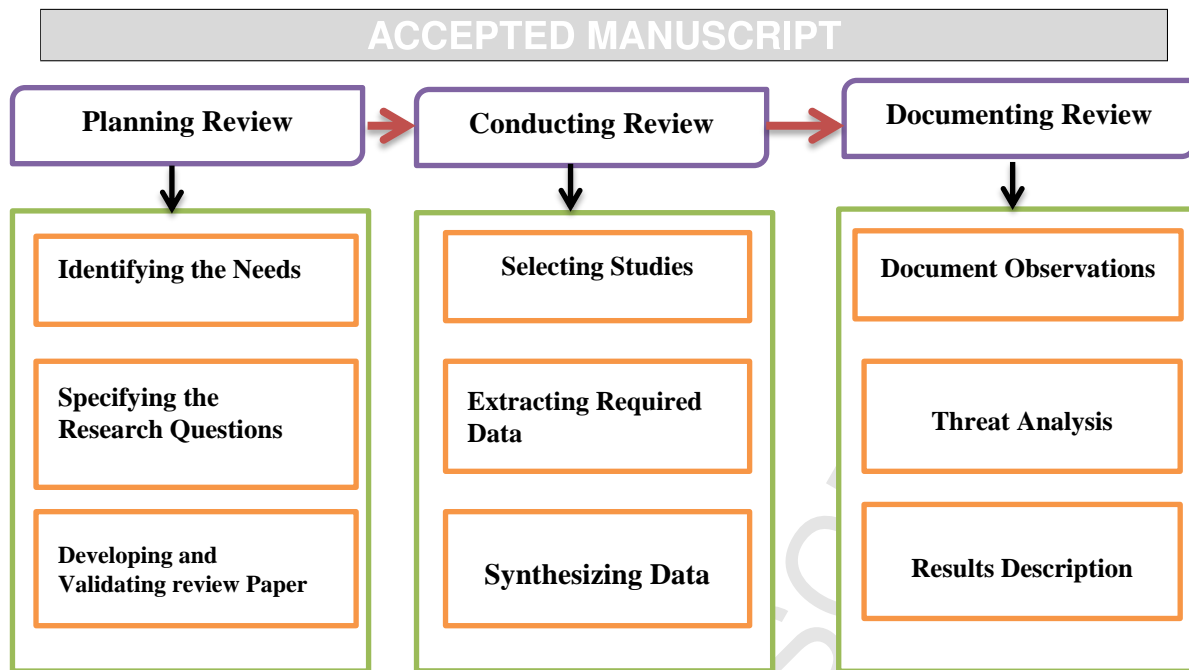 ACCEPTED MANUSCRIPT
Planning Review
Conducting Review
Documenting Review
Identifying the Needs
Specifying the
Research Questions
Developing and
Validating review Paper
Selecting Studies
Extracting Required
Data
Synthesizing Data
Document Observations
Threat Analysis
Results Description